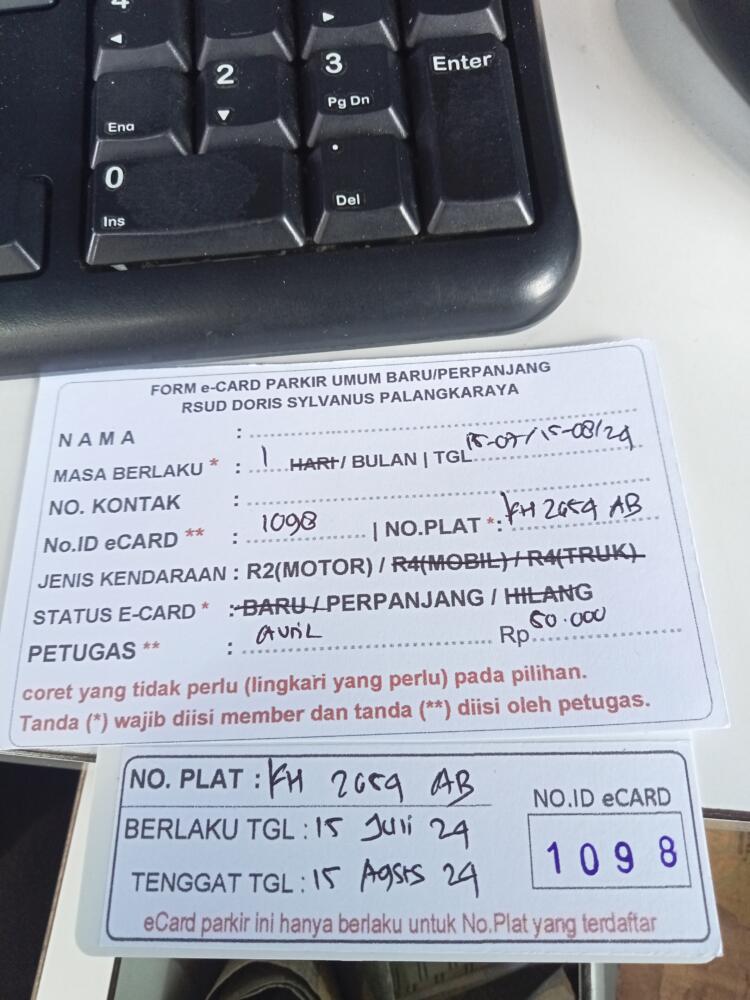 4
2
3
Pg Dn
Enter
End
0
Ins
.
Del
FORM e-CARD PARKIR UMUM BARU/PERPANJANG
RSUD DORIS SYLVANUS PALANGKARAYA
NAMA :
MASA BERLAKU * : 1 HARI / BULAN | TGL 15-07/15-08/24
NO. KONTAK :
No.ID eCARD ** : 1098 | NO.PLAT *: KH 2659 AB
JENIS KENDARAAN : R2(MOTOR) / R4(MOBIL) / R4(TRUK)
STATUS E-CARD * : BARU / PERPANJANG / HILANG
PETUGAS ** : AVRIL Rp 50.000
coret yang tidak perlu (lingkari yang perlu) pada pilihan.
Tanda (*) wajib diisi member dan tanda (**) diisi oleh petugas.
NO. PLAT : KH 2659 AB
BERLAKU TGL : 15 Juli 24
TENGGAT TGL : 15 Agsts 24
NO.ID eCARD
1098
eCard parkir ini hanya berlaku untuk No.Plat yang terdaftar